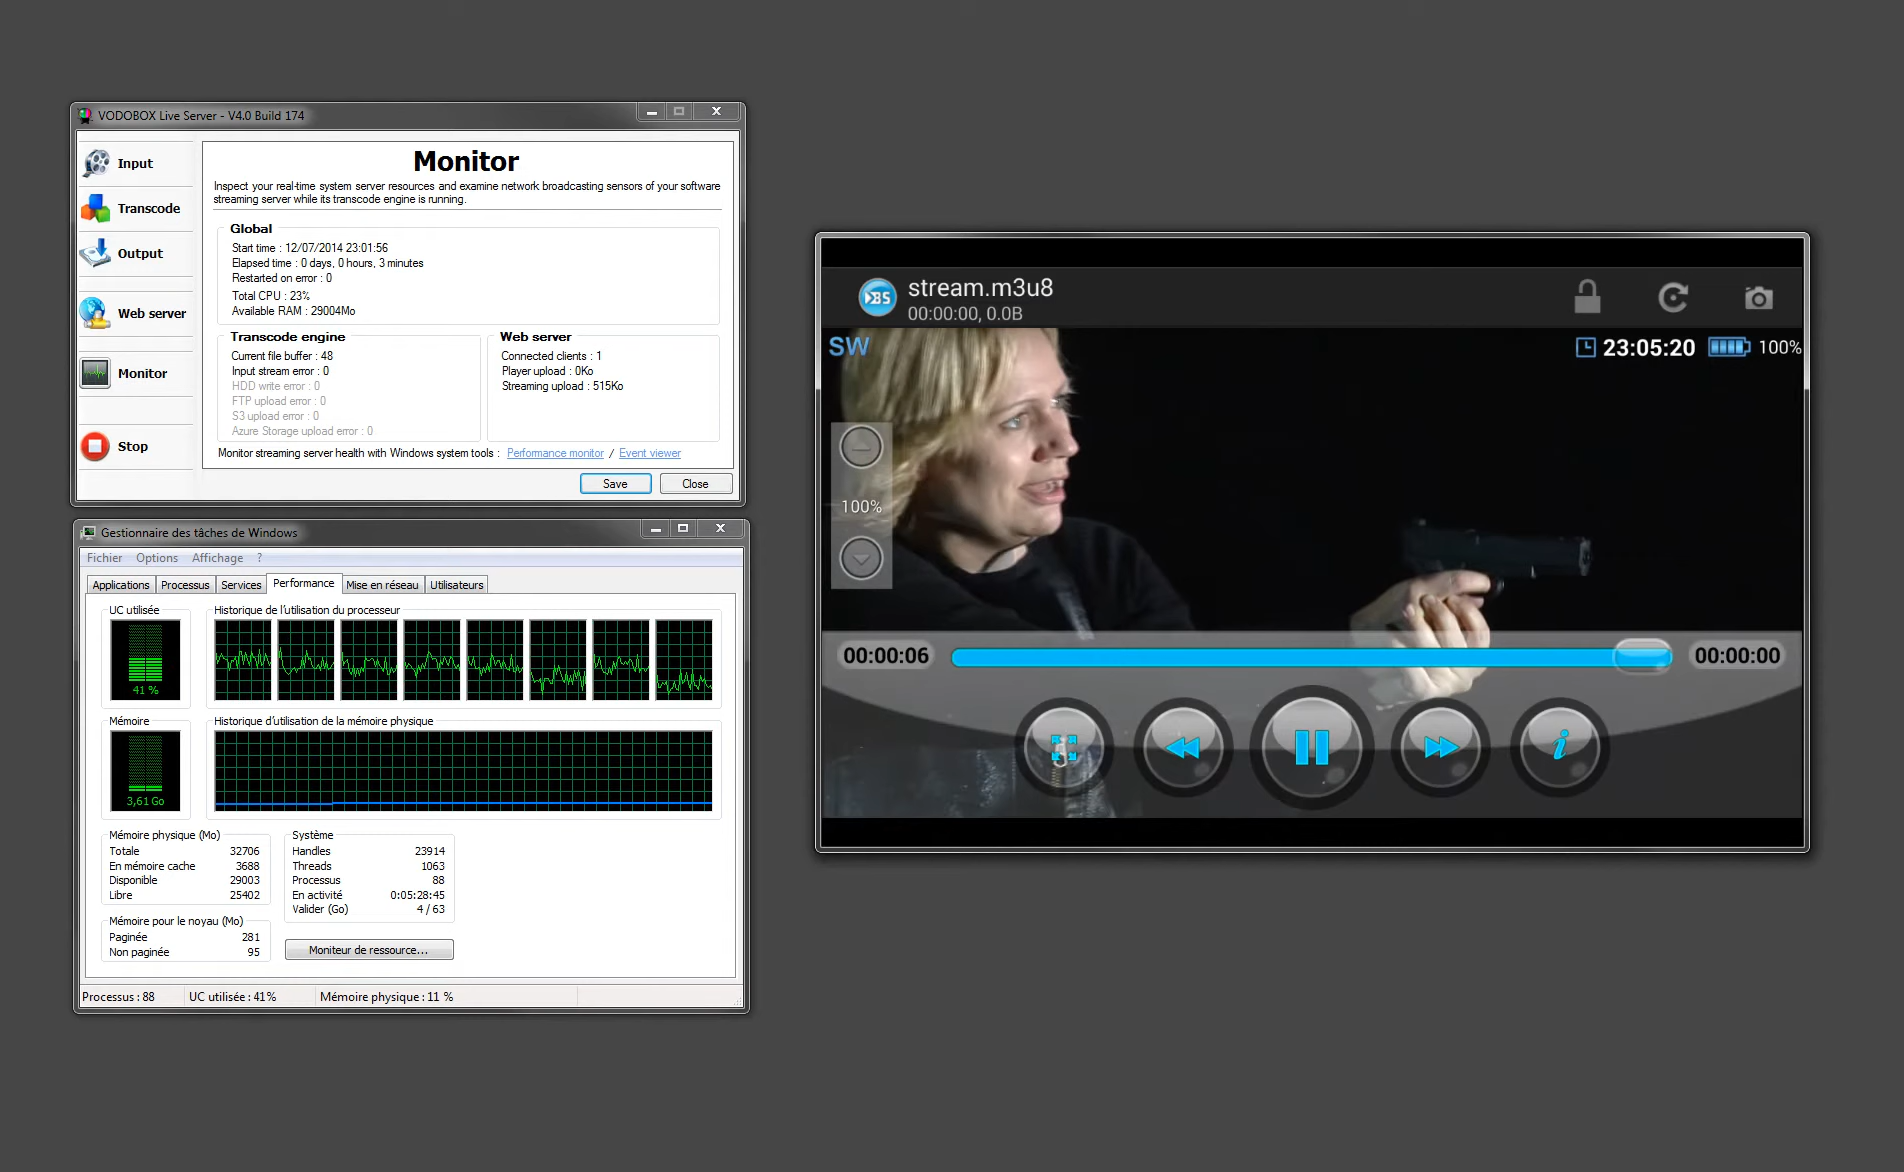 VODOBOX Live Server - V4.0 Build 174
Input
Transcode
Output
Web server
Monitor
Stop
Monitor
Inspect your real-time system server resources and examine network broadcasting sensors of your software
streaming server while its transcode engine is running.
Global
Start time : 12/07/2014 23:01:56
Elapsed time : 0 days, 0 hours, 3 minutes
Restarted on error : 0
Total CPU : 23%
Available RAM : 29004Mo
Transcode engine
Current file buffer : 48
Input stream error : 0
HDD write error : 0
FTP upload error : 0
S3 upload error : 0
Azure Storage upload error : 0
Web server
Connected clients : 1
Player upload : 0Ko
Streaming upload : 515Ko
Monitor streaming server health with Windows system tools : Performance monitor / Event viewer
Save Close
Gestionnaire des tâches de Windows
Fichier Options Affichage ?
Applications Processus Services Performance Mise en réseau Utilisateurs
UC utilisée
41 %
Historique de l'utilisation du processeur
Mémoire
3,61 Go
Historique d'utilisation de la mémoire physique
Mémoire physique (Mo)
Totale 32706
En mémoire cache 3688
Disponible 29003
Libre 25402
Mémoire pour le noyau (Mo)
Paginée 281
Non paginée 95
Système
Handles 23914
Threads 1063
Processus 88
En activité 0:05:28:45
Valider (Go) 4 / 63
Moniteur de ressource...
Processus : 88 UC utilisée : 41% Mémoire physique : 11 %
BS
stream.m3u8
00:00:00, 0.0B
SW
23:05:20 100%
100%
00:00:06 00:00:00
i